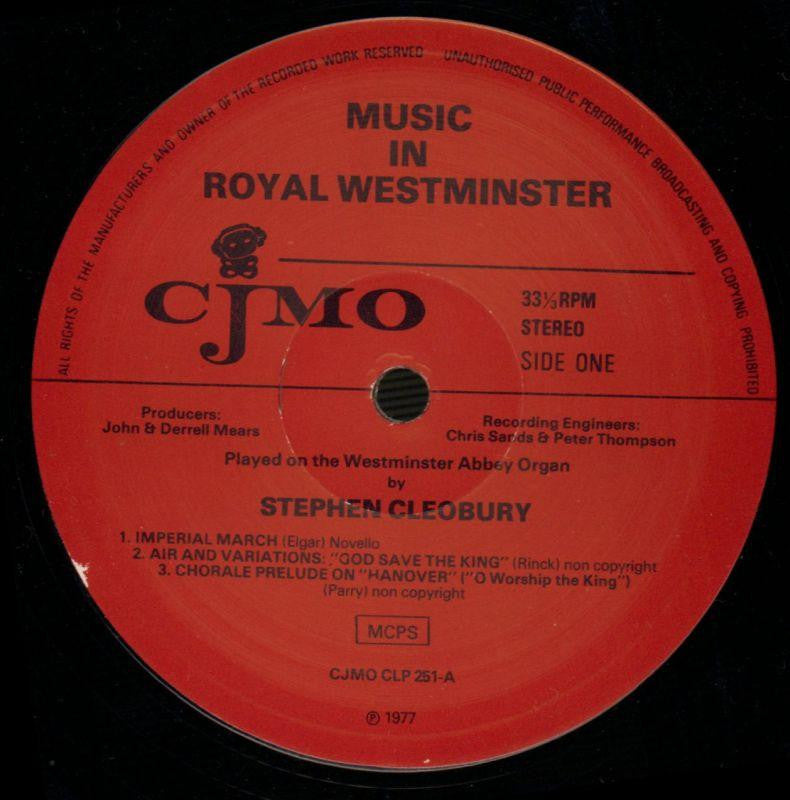 ALL RIGHTS OF THE MANUFACTURERS AND OWNER OF THE RECORDED WORK RESERVED UNAUTHORISED PUBLIC PERFORMANCE BROADCASTING AND COPYING PROHIBITED
MUSIC
IN
ROYAL WESTMINSTER
CJMO
33⅓RPM
STEREO
SIDE ONE
Producers:
John & Derrell Mears
Recording Engineers:
Chris Sands & Peter Thompson
Played on the Westminster Abbey Organ
by
STEPHEN CLEOBURY
1. IMPERIAL MARCH (Elgar) Novello
2. AIR AND VARIATIONS: "GOD SAVE THE KING" (Rinck) non copyright
3. CHORALE PRELUDE ON "HANOVER" ("O Worship the King")
(Parry) non copyright
MCPS
CJMO CLP 251-A
℗ 1977